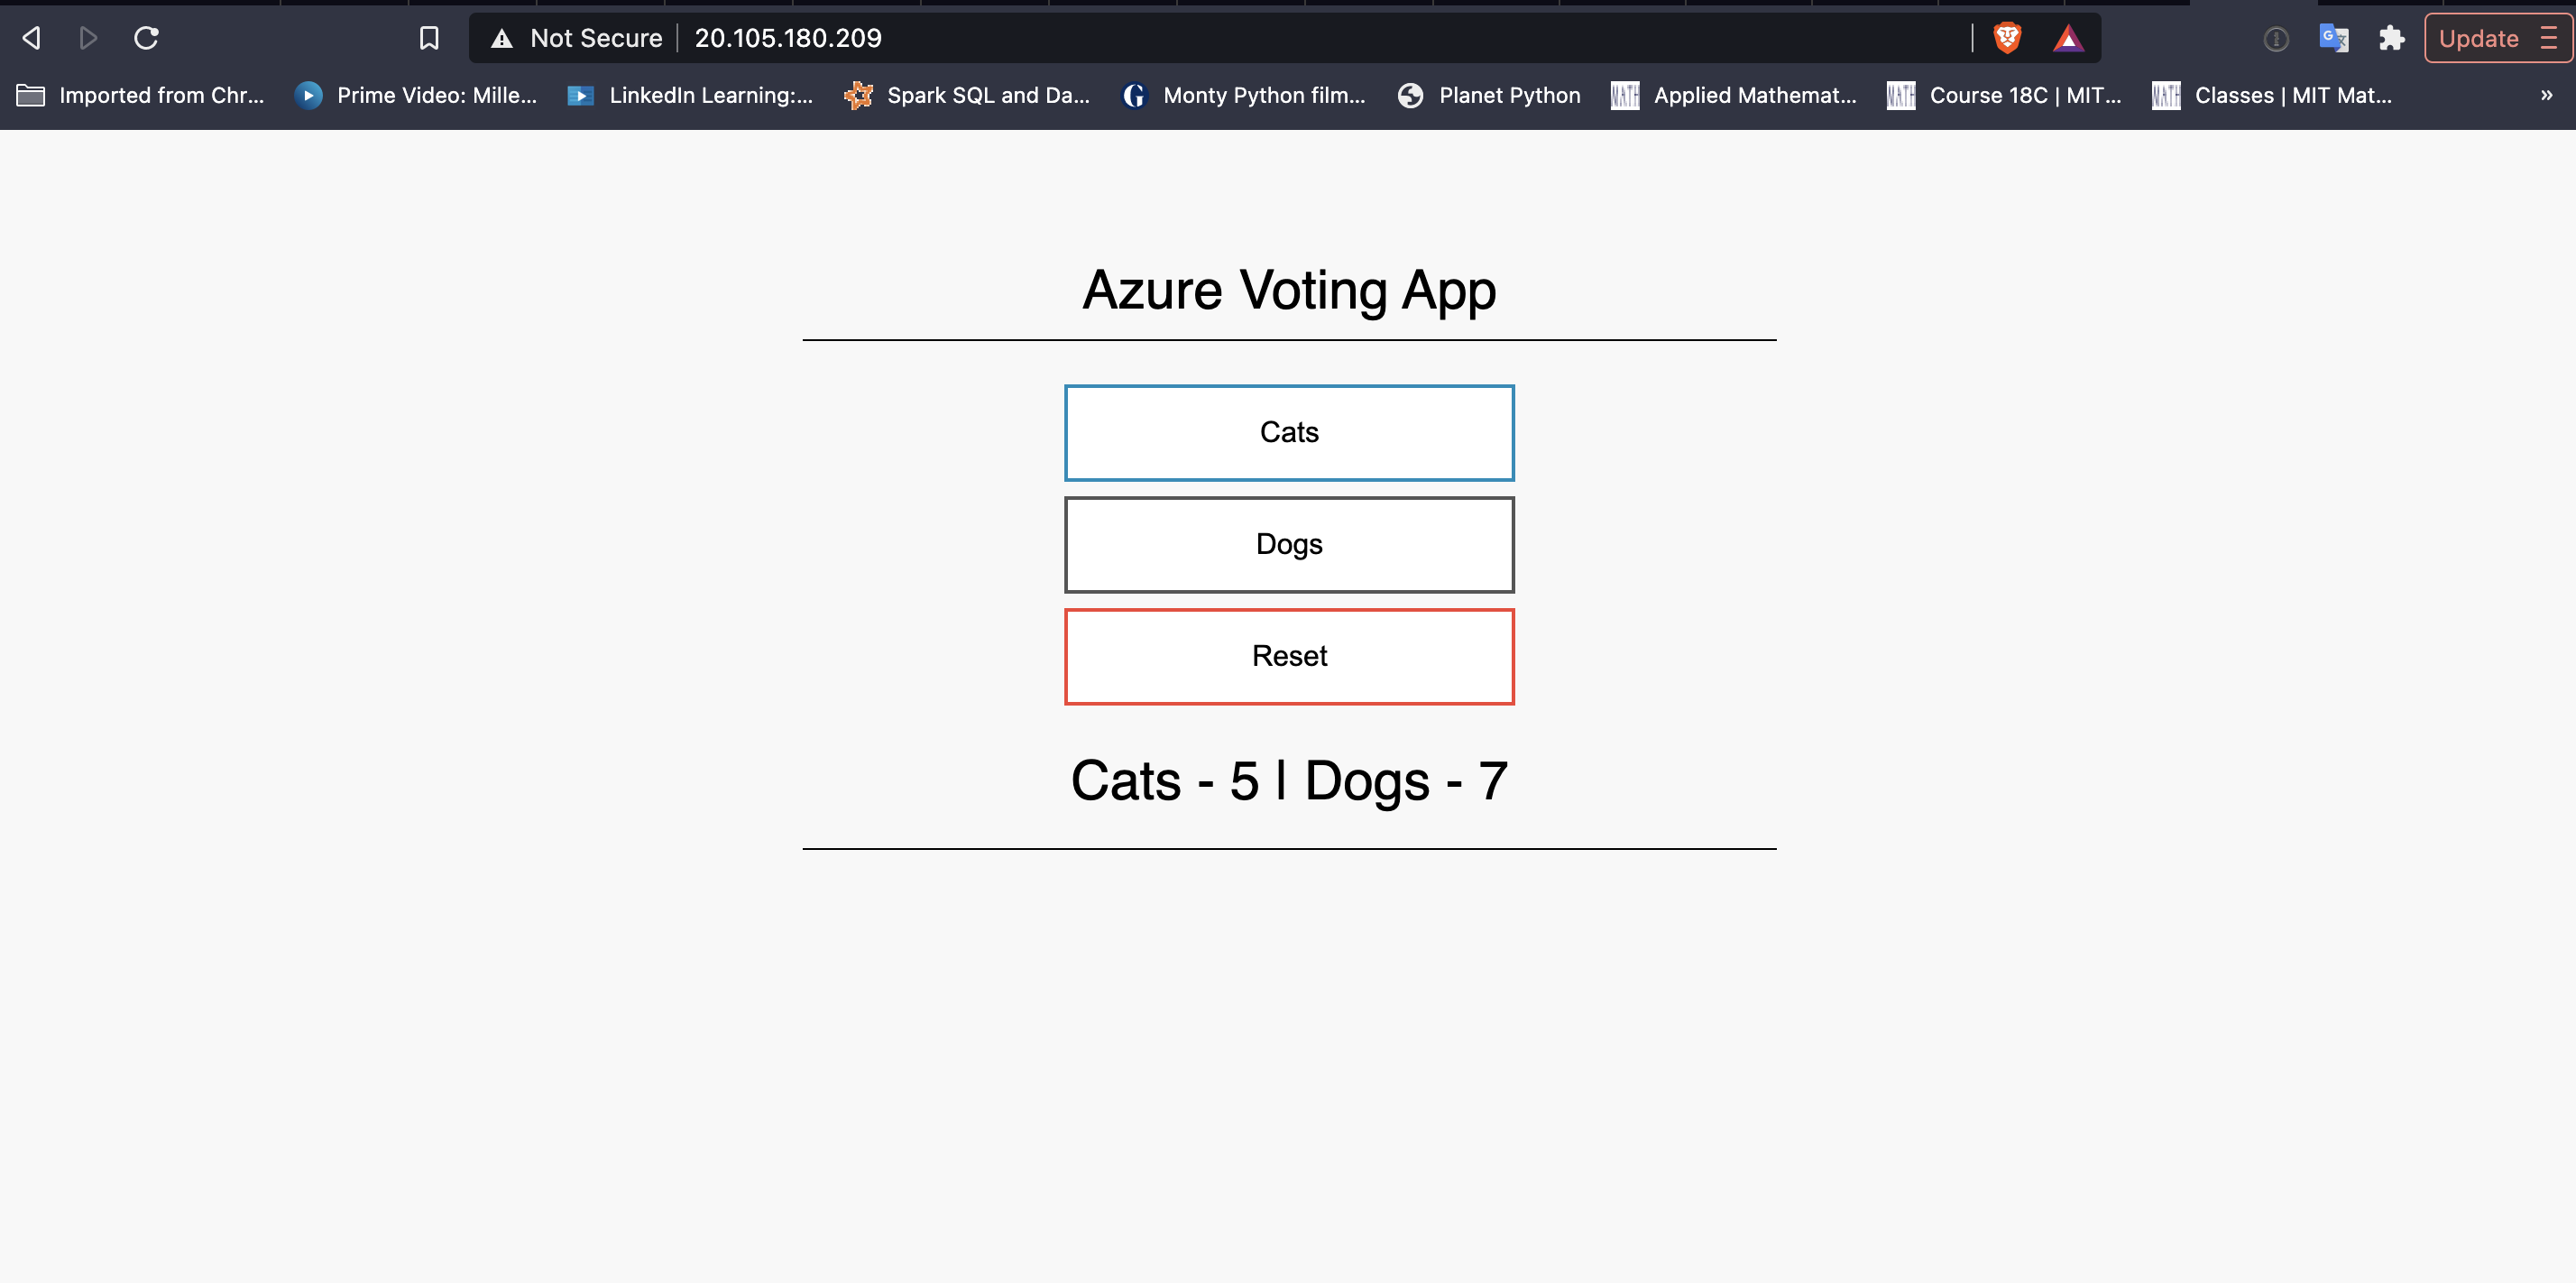 Not Secure 20.105.180.209 Update
Imported from Chr... Prime Video: Mille... LinkedIn Learning:... Spark SQL and Da... Monty Python film... Planet Python Applied Mathemat... Course 18C | MIT... Classes | MIT Mat... »
Azure Voting App
Cats
Dogs
Reset
Cats - 5 | Dogs - 7